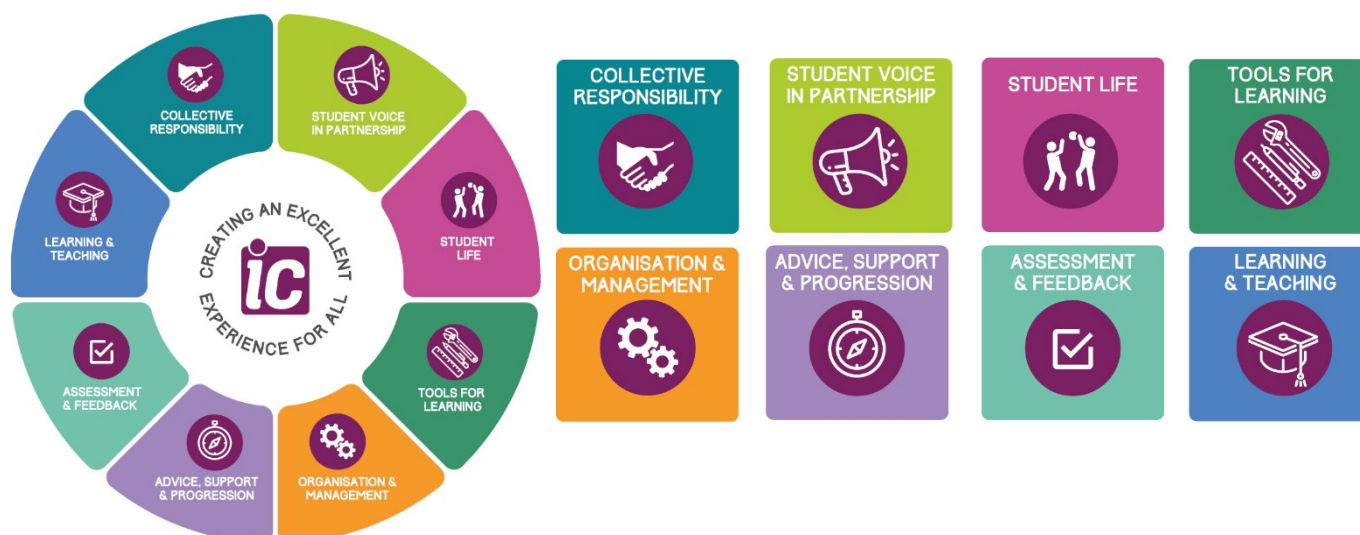 COLLECTIVE
RESPONSIBILITY
STUDENT VOICE
IN PARTNERSHIP
STUDENT
LIFE
TOOLS FOR
LEARNING
ORGANISATION &
MANAGEMENT
ADVICE, SUPPORT
& PROGRESSION
ASSESSMENT
& FEEDBACK
LEARNING &
TEACHING
CREATING AN EXCELLENT
EXPERIENCE FOR ALL
ic
COLLECTIVE
RESPONSIBILITY
STUDENT VOICE
IN PARTNERSHIP
STUDENT LIFE
TOOLS FOR
LEARNING
ORGANISATION &
MANAGEMENT
ADVICE, SUPPORT
& PROGRESSION
ASSESSMENT
& FEEDBACK
LEARNING
& TEACHING